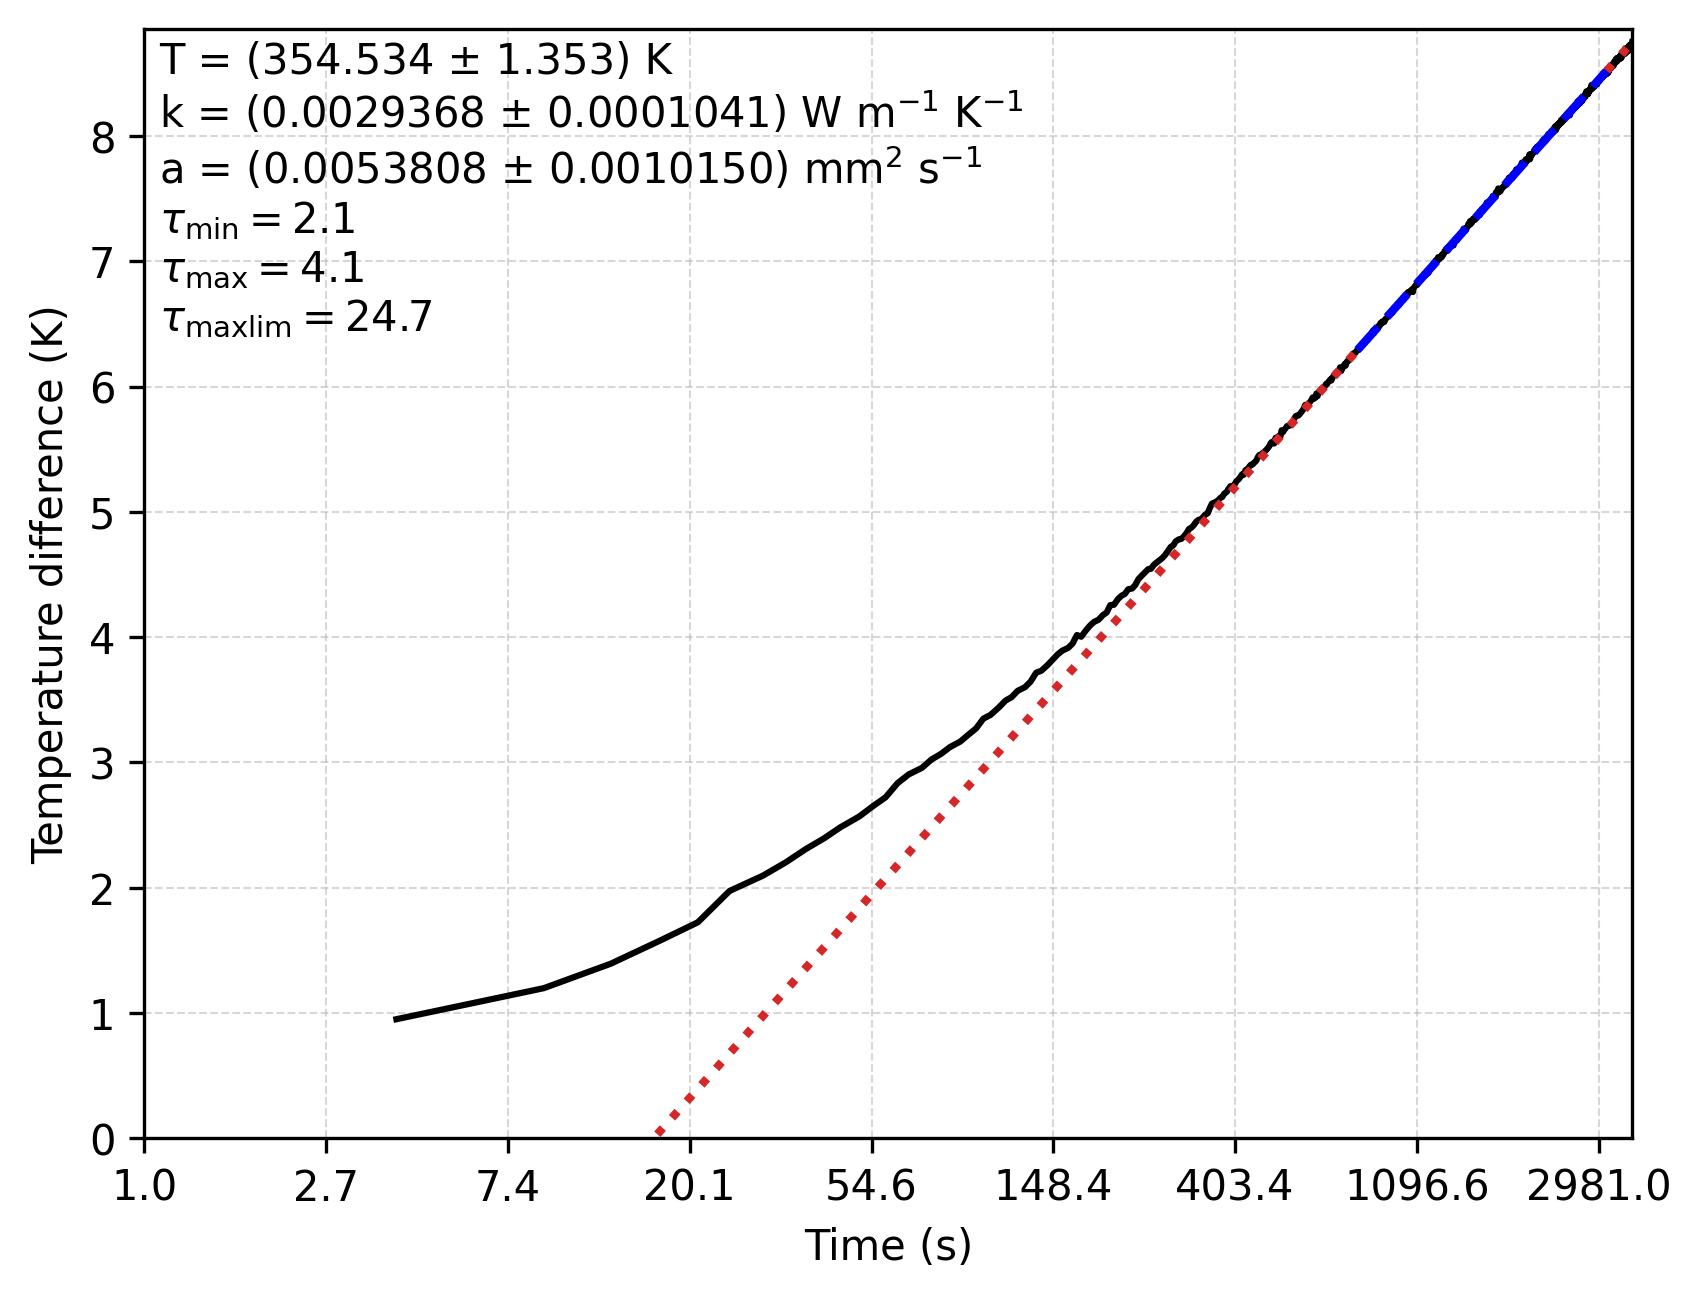 T = (354.534 ± 1.353) K
k = (0.0029368 ± 0.0001041) W m⁻¹ K⁻¹
a = (0.0053808 ± 0.0010150) mm² s⁻¹
τmin = 2.1
τmax = 4.1
τmaxlim = 24.7
Temperature difference (K)
8
7
6
5
4
3
2
1
0
1.0 2.7 7.4 20.1 54.6 148.4 403.4 1096.6 2981.0
Time (s)